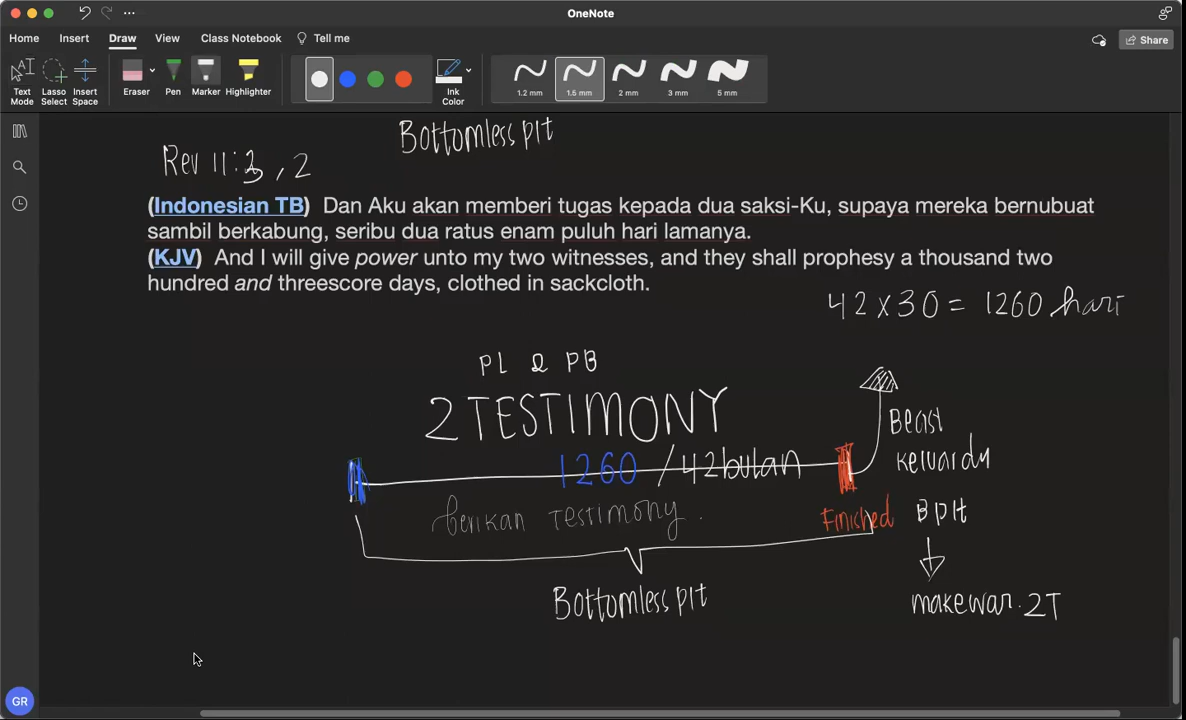 OneNote
Home Insert Draw View Class Notebook Tell me
Share
Text Mode
Lasso Select
Insert Space
Eraser
Pen
Marker
Highlighter
Ink Color
1.2 mm
1.5 mm
2 mm
3 mm
5 mm
Bottomless pit
Rev 11:3, 2
(Indonesian TB) Dan Aku akan memberi tugas kepada dua saksi-Ku, supaya mereka bernubuat
sambil berkabung, seribu dua ratus enam puluh hari lamanya.
(KJV) And I will give power unto my two witnesses, and they shall prophesy a thousand two
hundred and threescore days, clothed in sackcloth.
42 x 30 = 1260 hari
PL & PB
2 TESTIMONY
Beast
1260 / 42 bulan
keluar du
berikan Testimony.
Finished
BPH
Bottomless pit
make war. 2T
GR